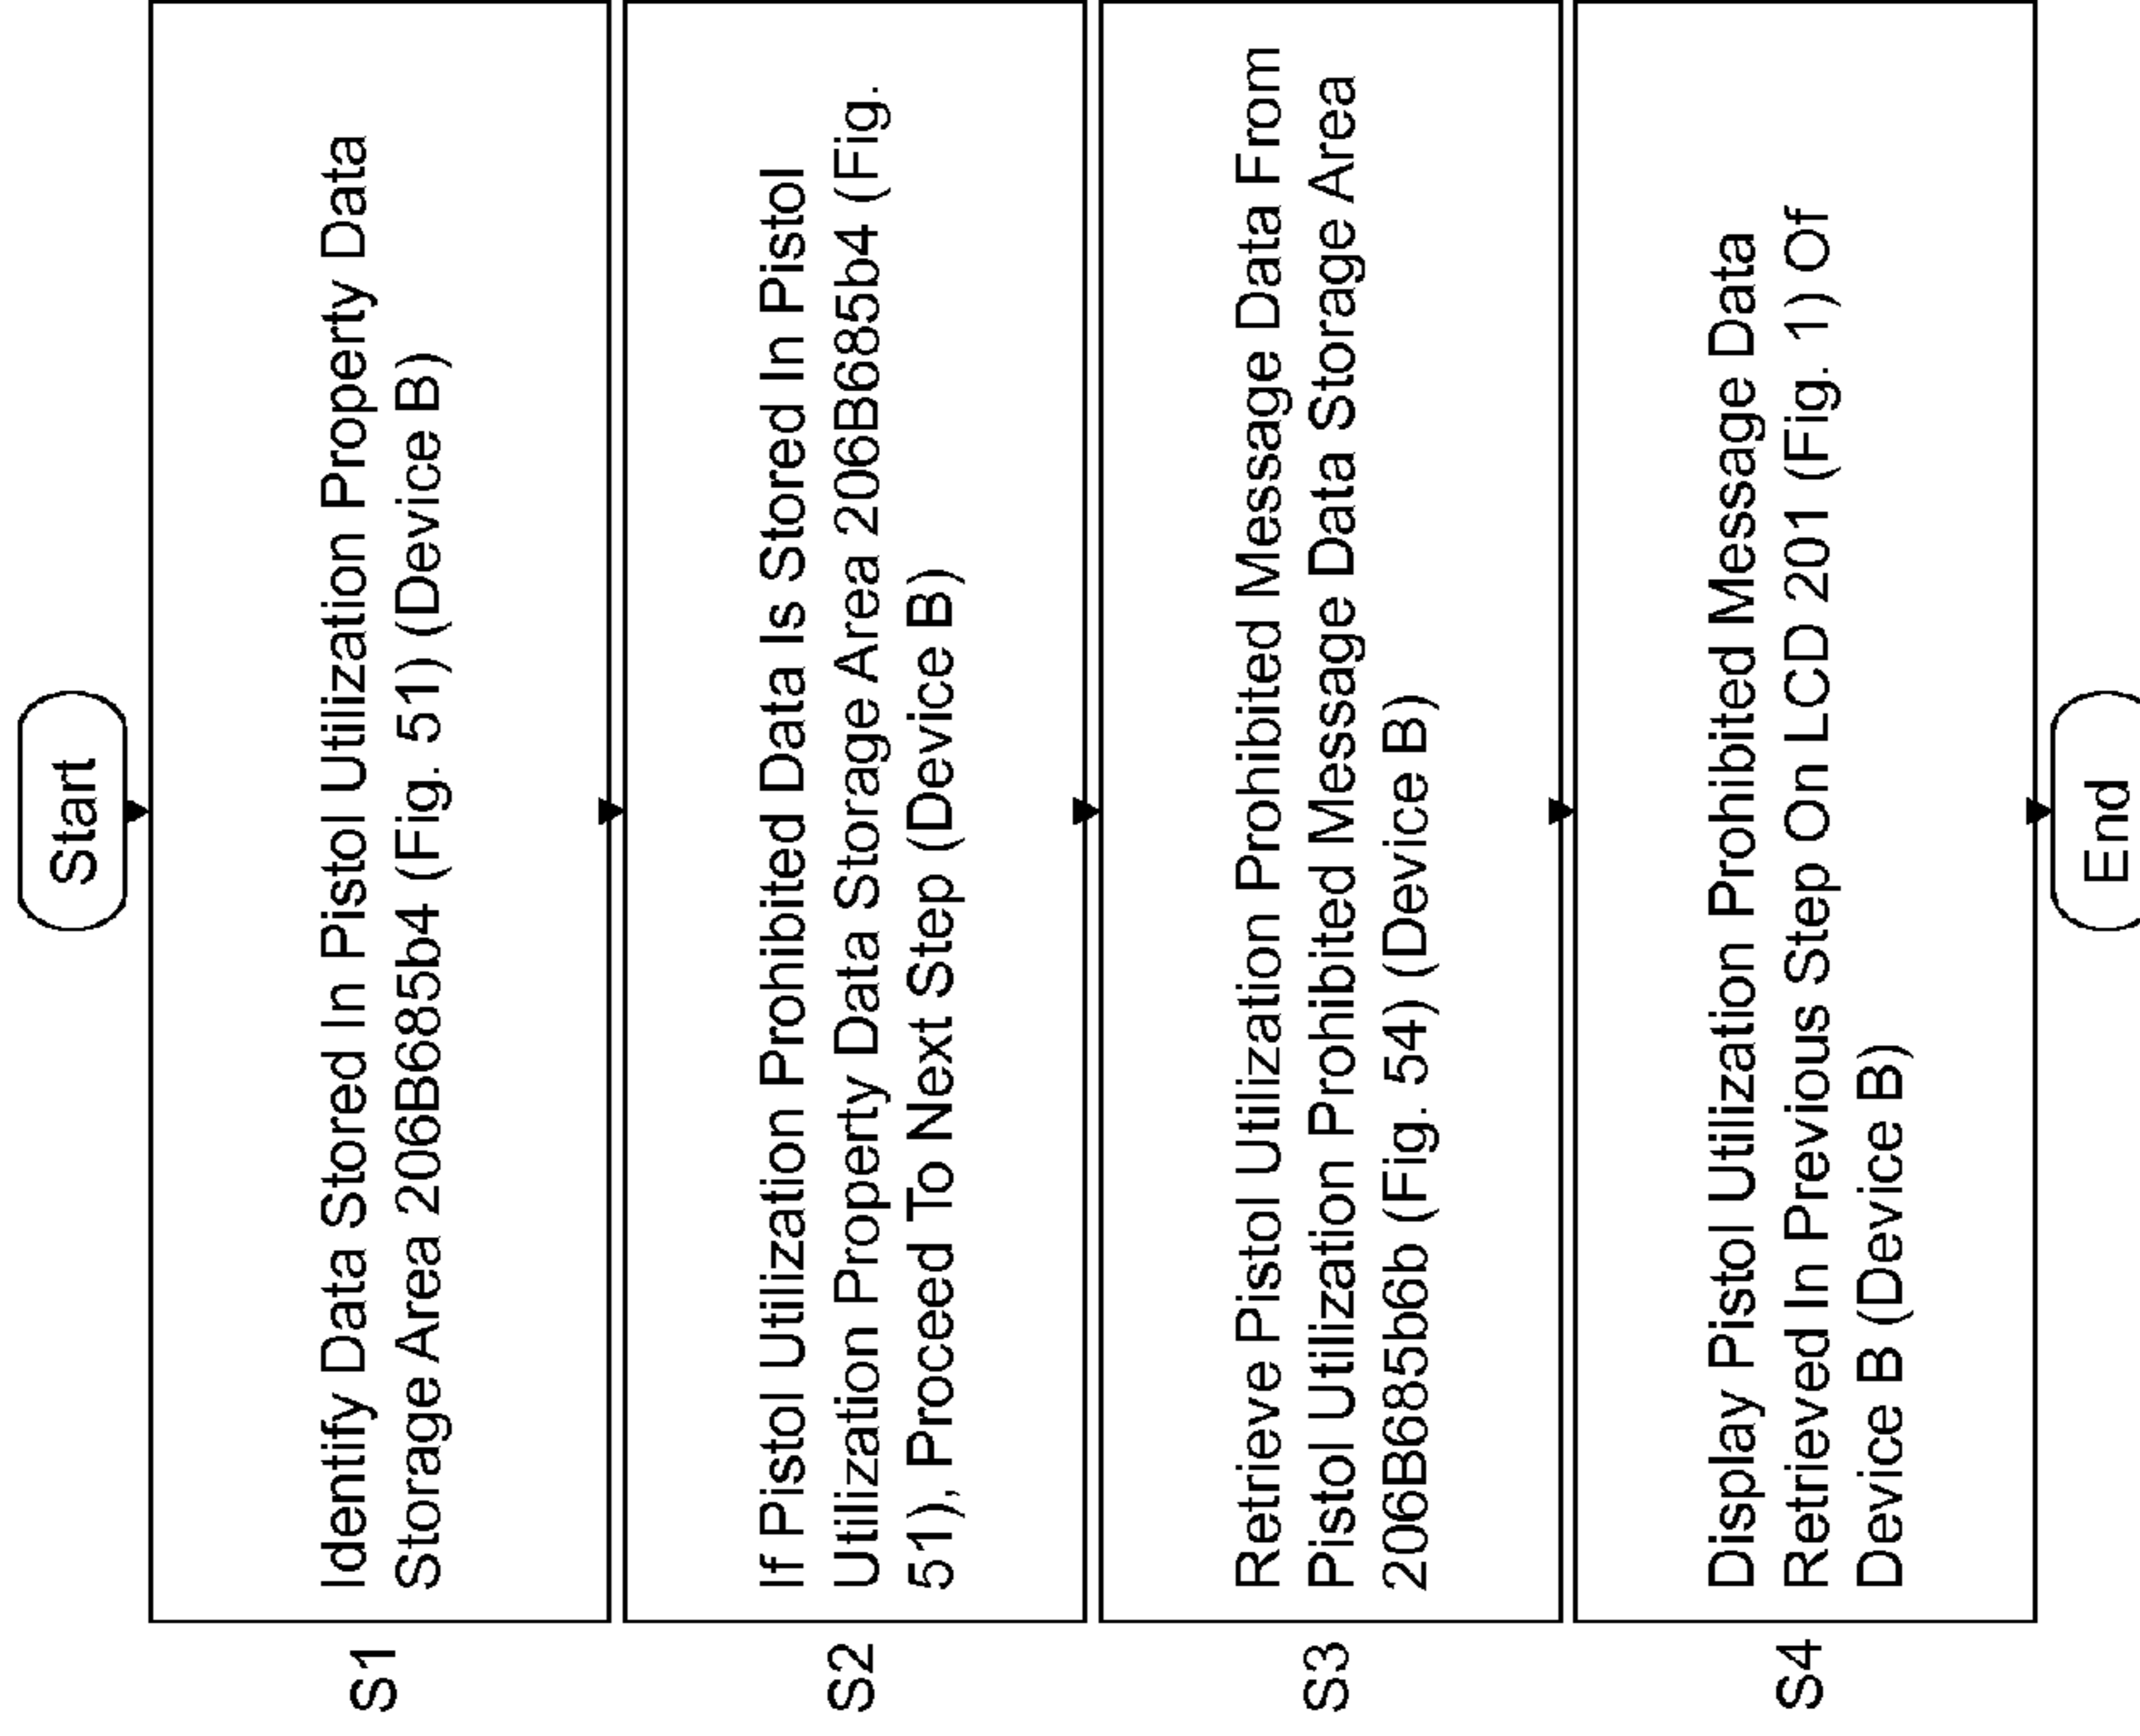 Start
S1
Identify Data Stored In Pistol Utilization Property Data
Storage Area 206B685b4 (Fig. 51) (Device B)
S2
If Pistol Utilization Prohibited Data Is Stored In Pistol
Utilization Property Data Storage Area 206B685b4 (Fig.
51), Proceed To Next Step (Device B)
S3
Retrieve Pistol Utilization Prohibited Message Data From
Pistol Utilization Prohibited Message Data Storage Area
206B685b6b (Fig. 54) (Device B)
S4
Display Pistol Utilization Prohibited Message Data
Retrieved In Previous Step On LCD 201 (Fig. 1) Of
Device B (Device B)
End